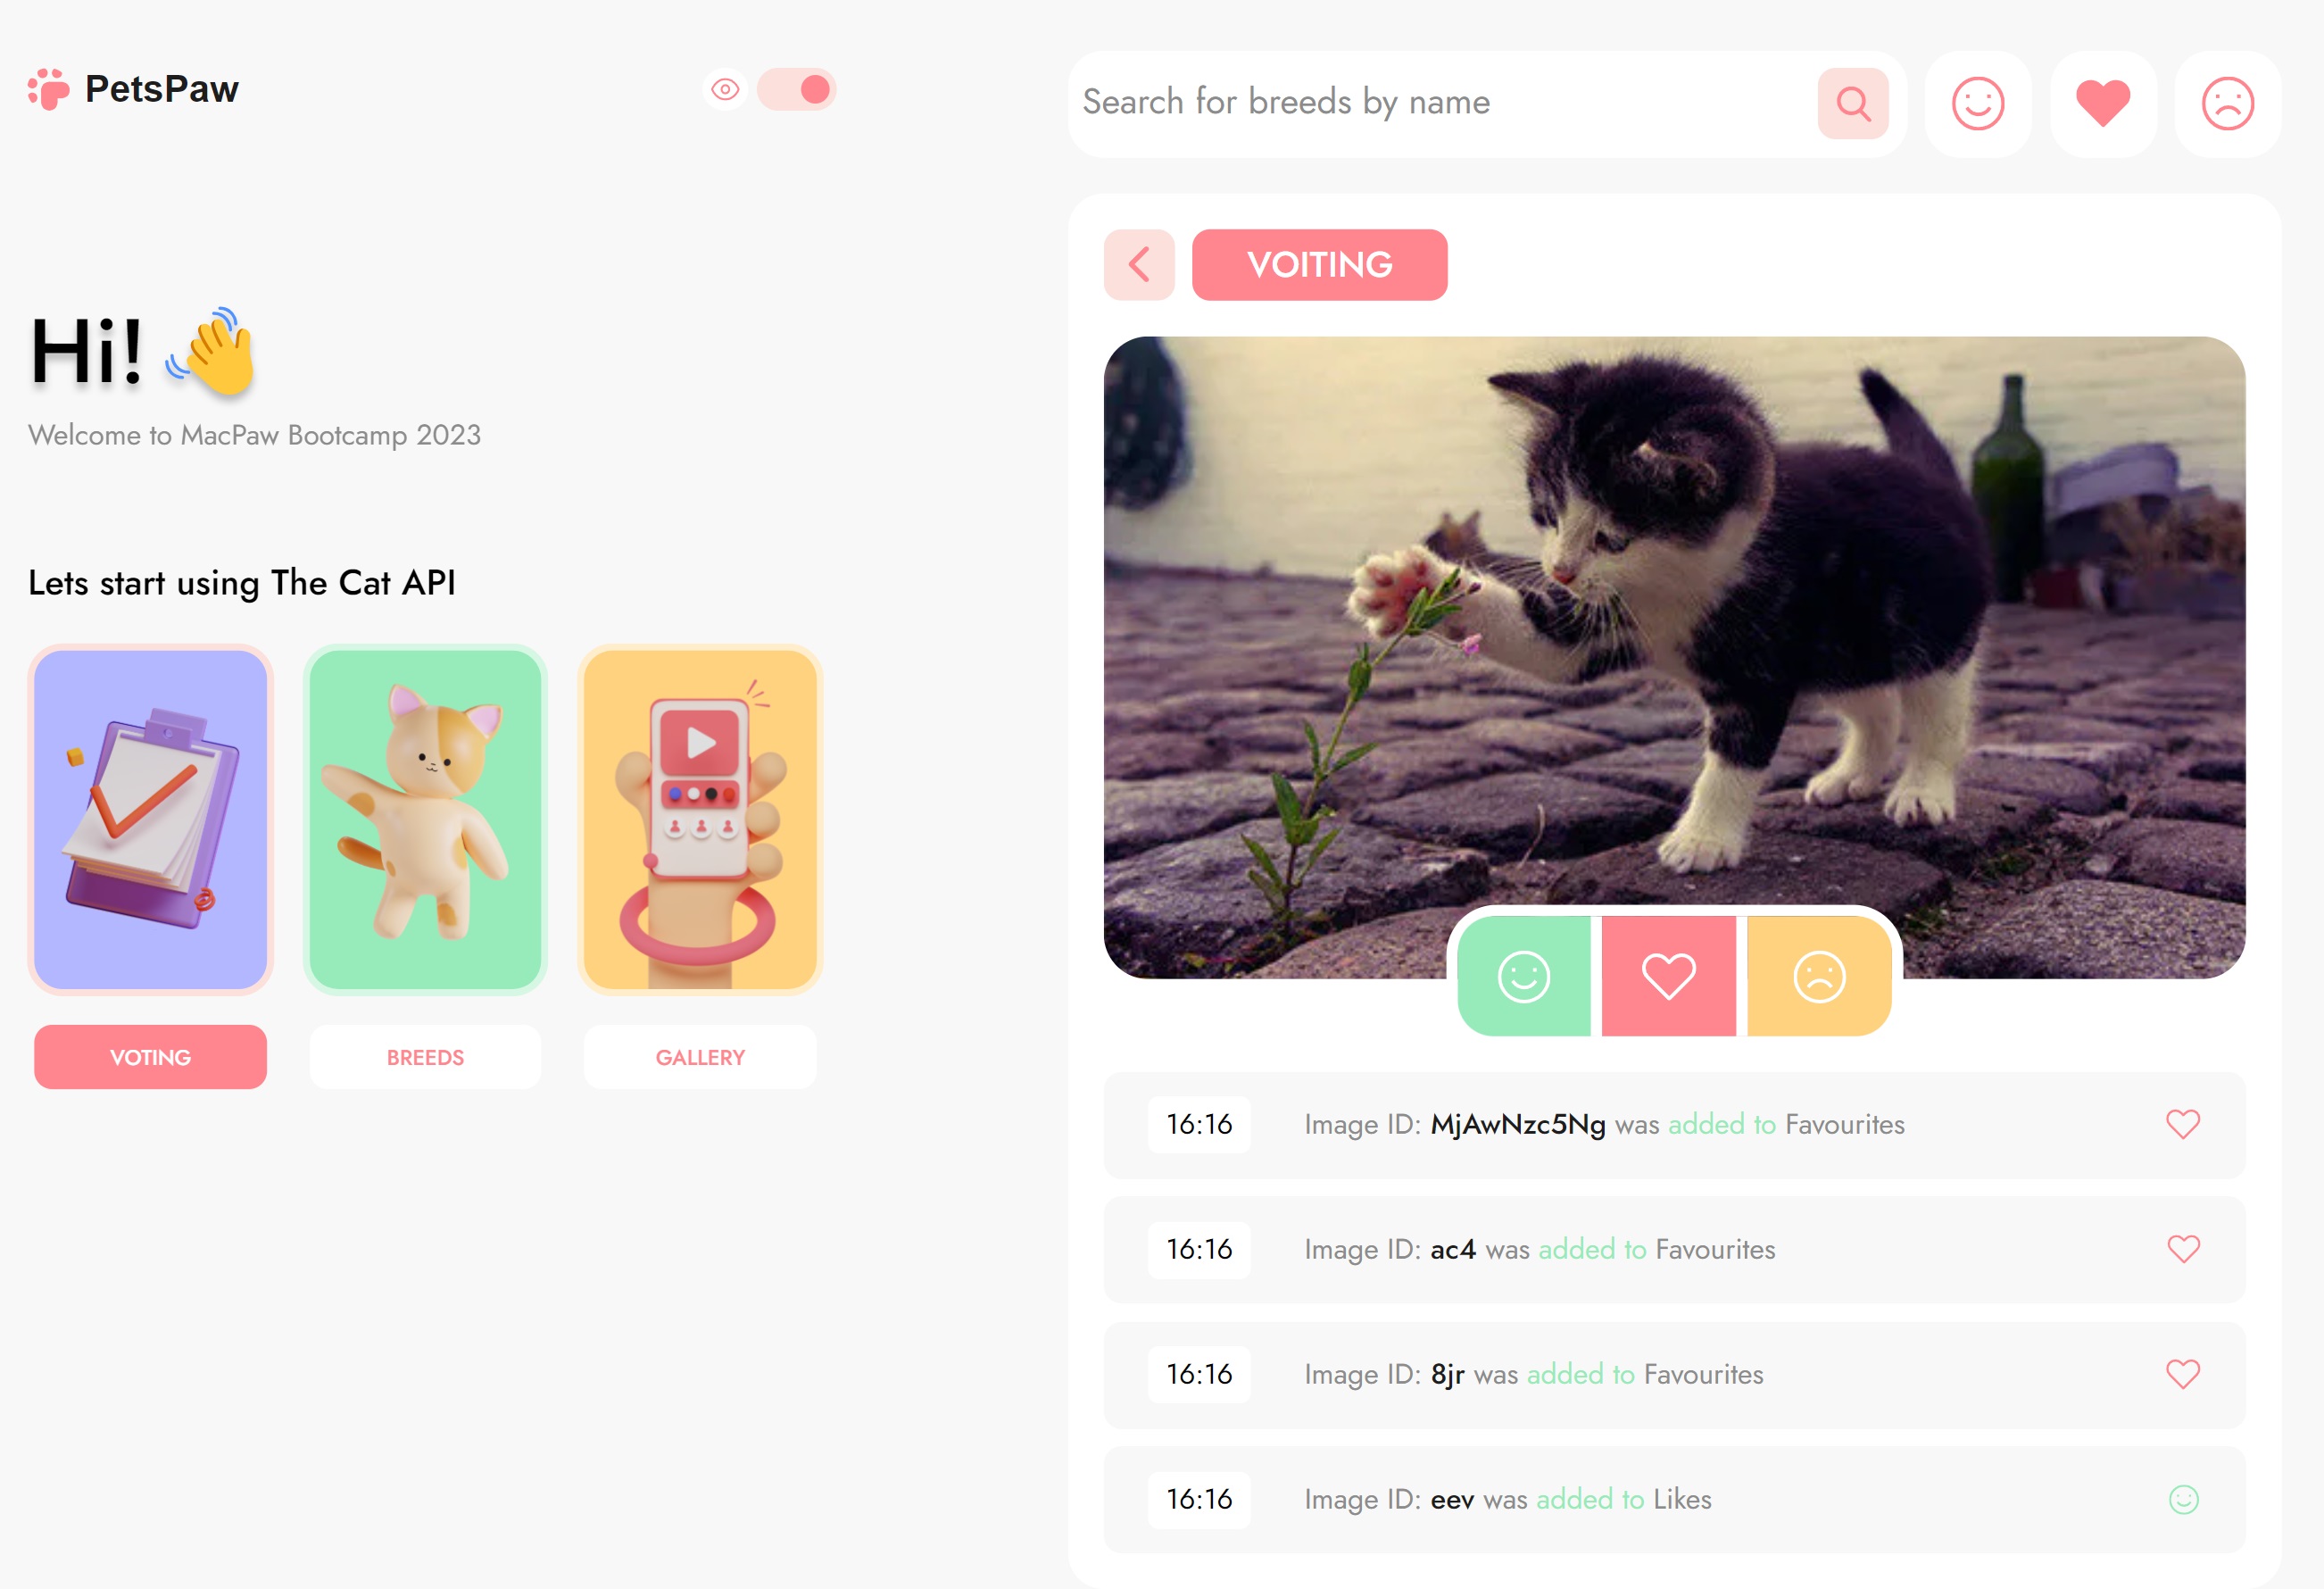 PetsPaw
Hi! 👋
Welcome to MacPaw Bootcamp 2023
Lets start using The Cat API
VOTING
BREEDS
GALLERY
Search for breeds by name
VOITING
16:16 Image ID: MjAwNzc5Ng was added to Favourites
16:16 Image ID: ac4 was added to Favourites
16:16 Image ID: 8jr was added to Favourites
16:16 Image ID: eev was added to Likes